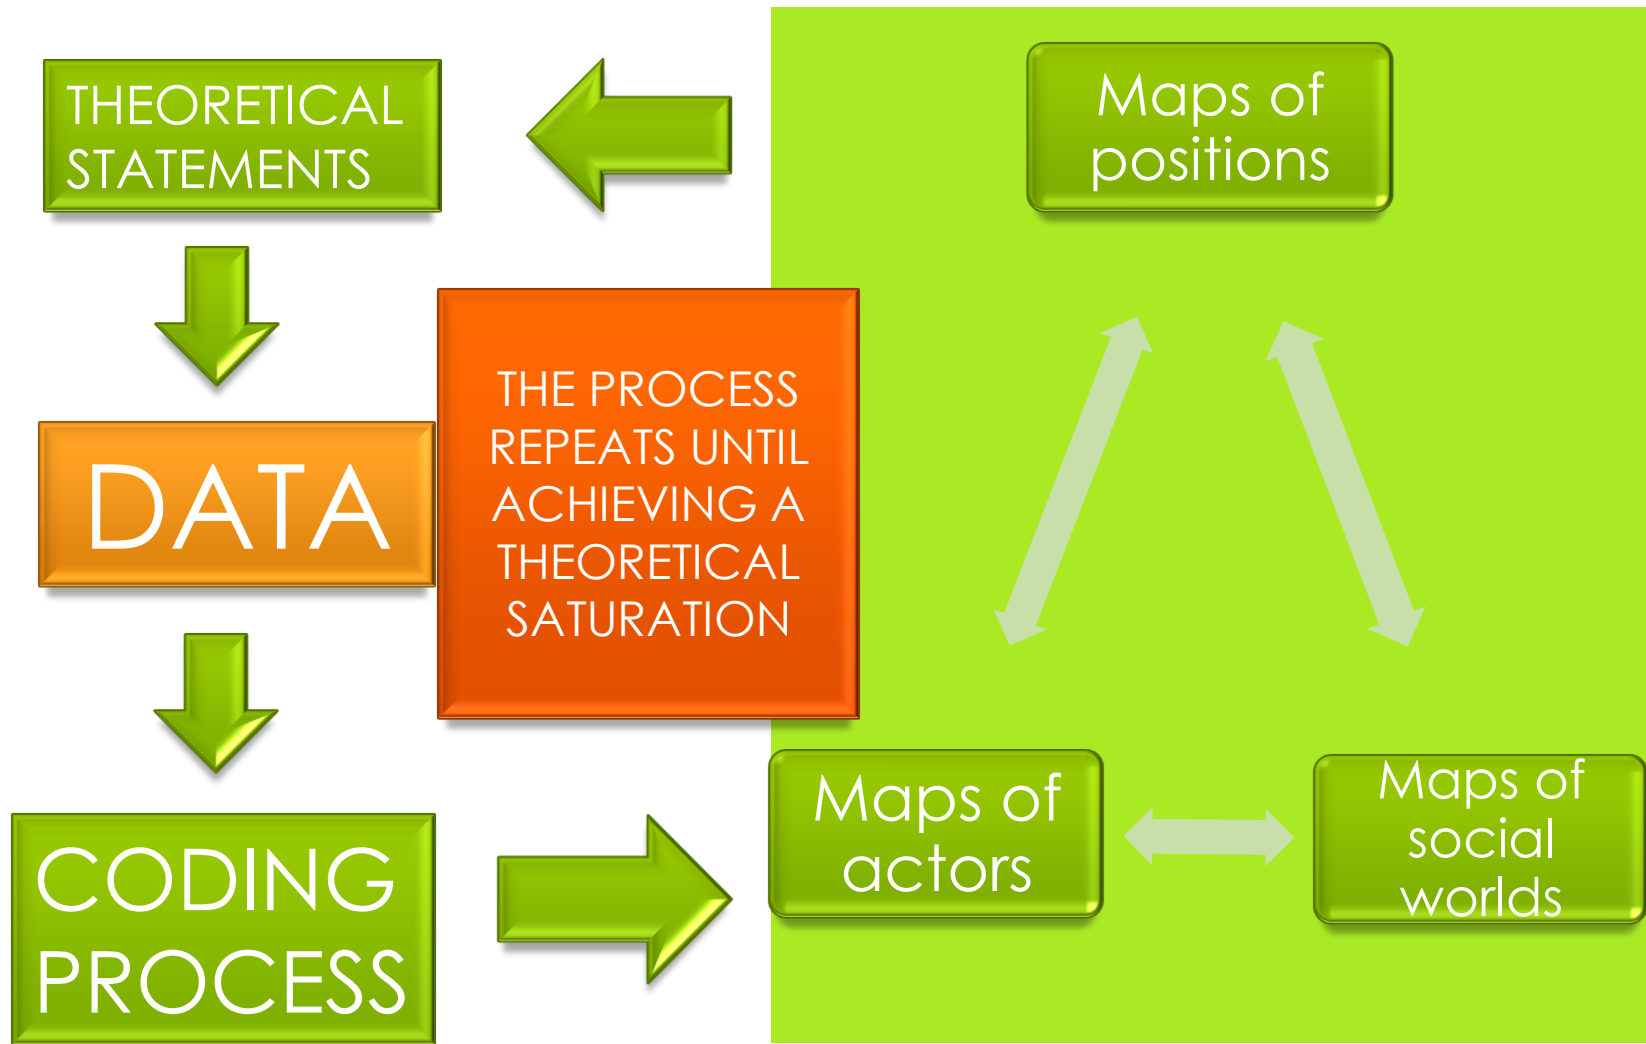 THEORETICAL
STATEMENTS
Maps of
positions
THE PROCESS
REPEATS UNTIL
ACHIEVING A
THEORETICAL
SATURATION
DATA
CODING
PROCESS
Maps of
actors
Maps of
social
worlds